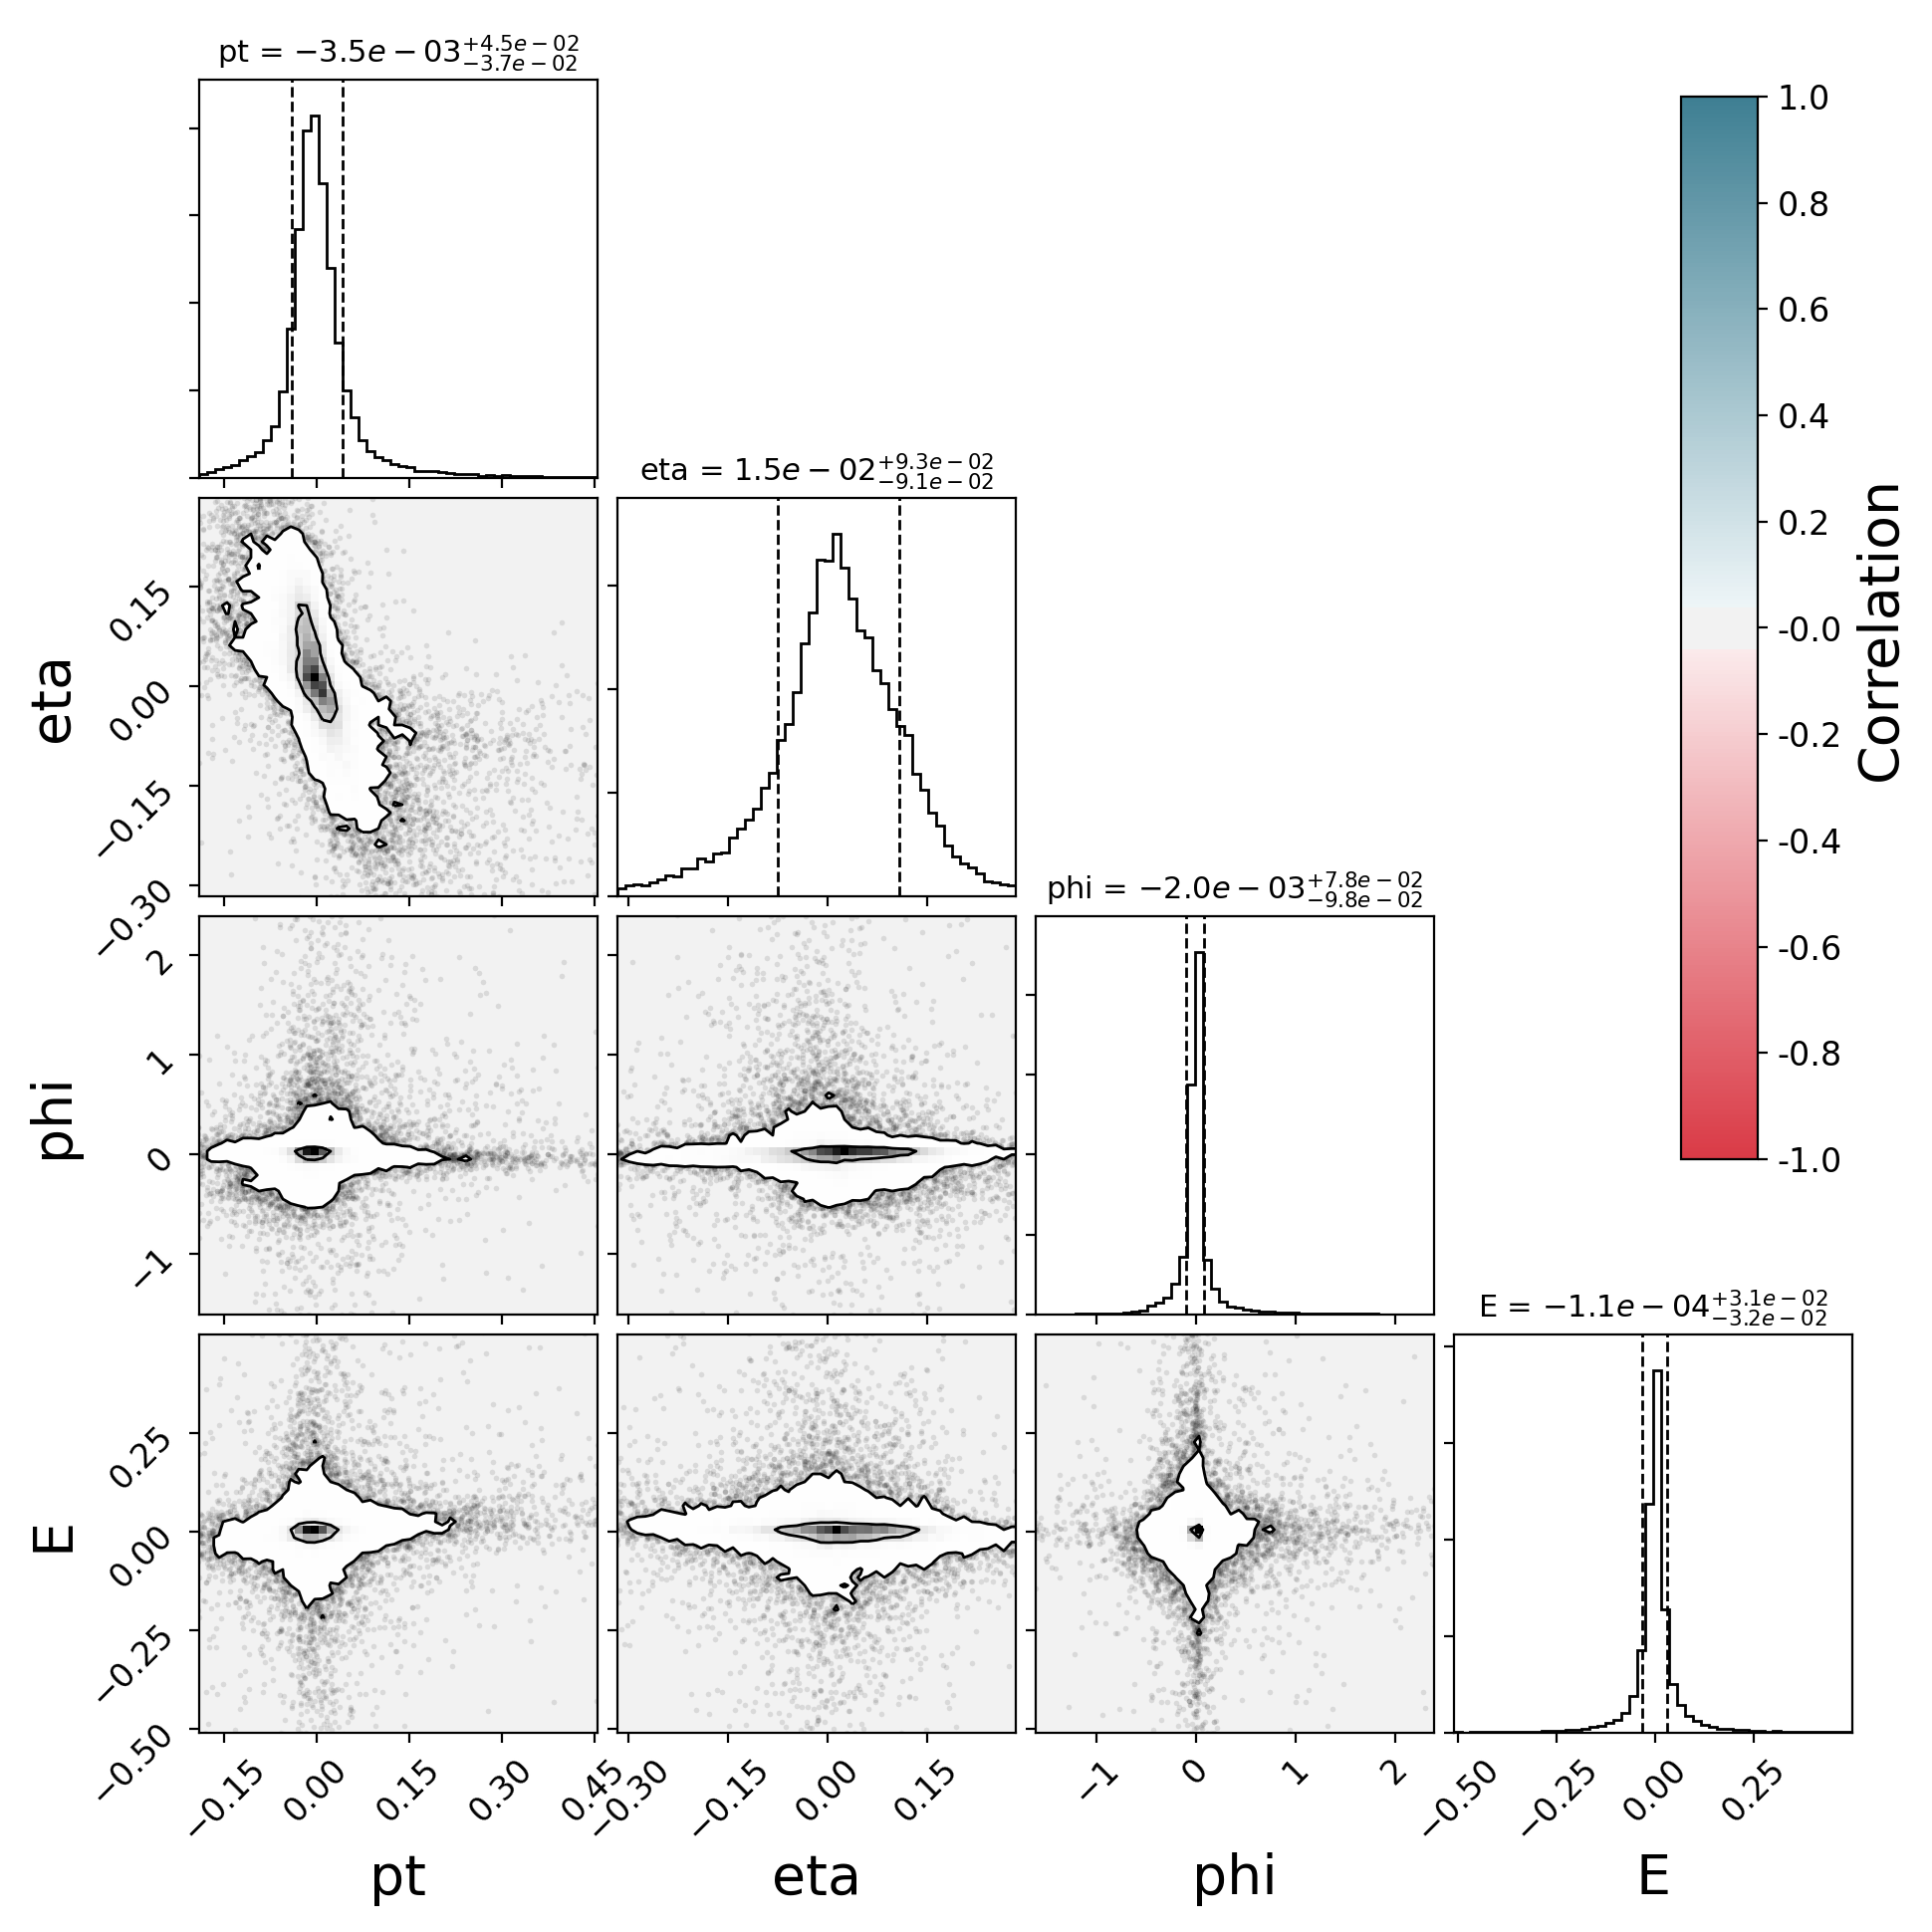 pt = −3.5e − 03 +4.5e − 02 −3.7e − 02
eta = 1.5e − 02 +9.3e − 02 −9.1e − 02
phi = −2.0e − 03 +7.8e − 02 −9.8e − 02
E = −1.1e − 04 +3.1e − 02 −3.2e − 02
eta
0.15
0.00
−0.15
−0.30
phi
2
1
0
−1
E
0.25
0.00
−0.25
−0.50
−0.15 0.00 0.15 0.30 0.45
pt
−0.30 −0.15 0.00 0.15
eta
−1 0 1 2
phi
−0.50 −0.25 0.00 0.25
E
1.0
0.8
0.6
0.4
0.2
-0.0
-0.2
-0.4
-0.6
-0.8
-1.0
Correlation